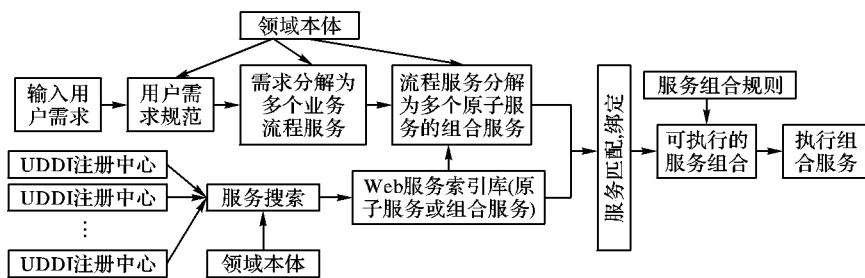 领域本体
输入用
户需求
用户需
求规范
需求分解为
多个业务
流程服务
流程服务分解
为多个原子服
务的组合服务
服务匹配,绑定
服务组合规则
可执行的
服务组合
执行组
合服务
UDDI注册中心
UDDI注册中心
⋮
UDDI注册中心
服务搜索
Web服务索引库(原
子服务或组合服务)
领域本体